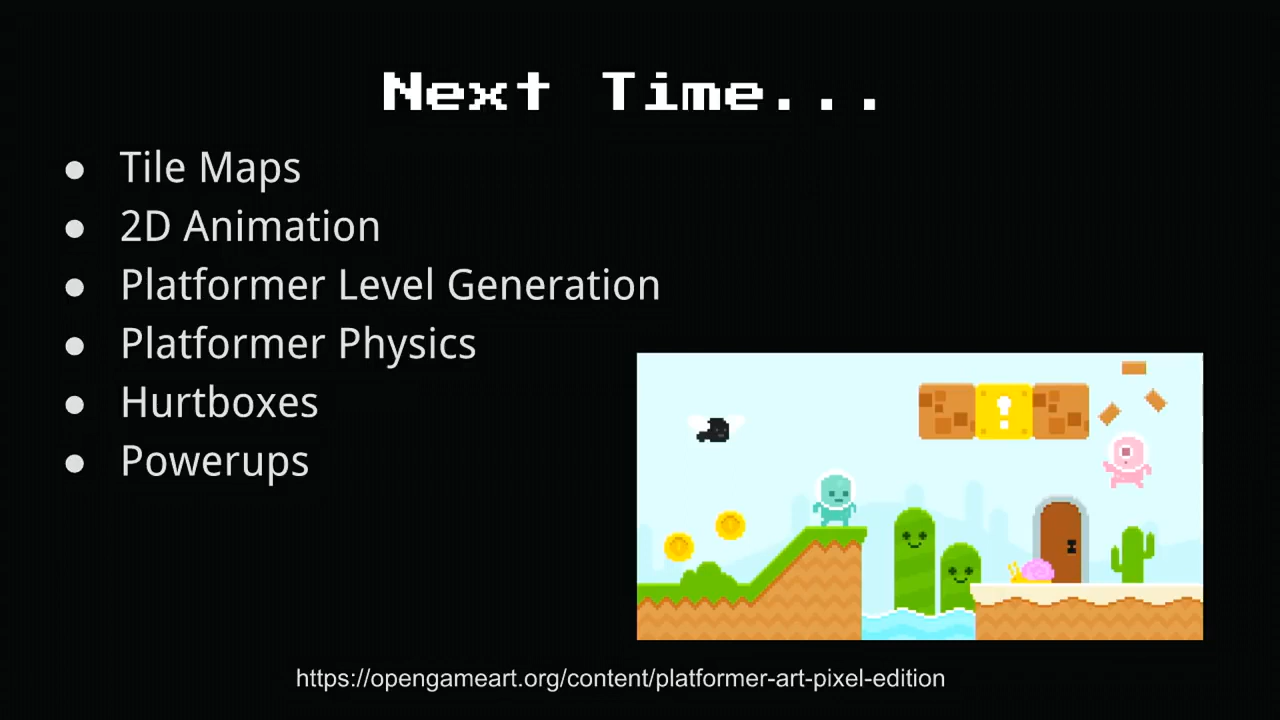 Next Time...
● Tile Maps
● 2D Animation
● Platformer Level Generation
● Platformer Physics
● Hurtboxes
● Powerups
!
https://opengameart.org/content/platformer-art-pixel-edition